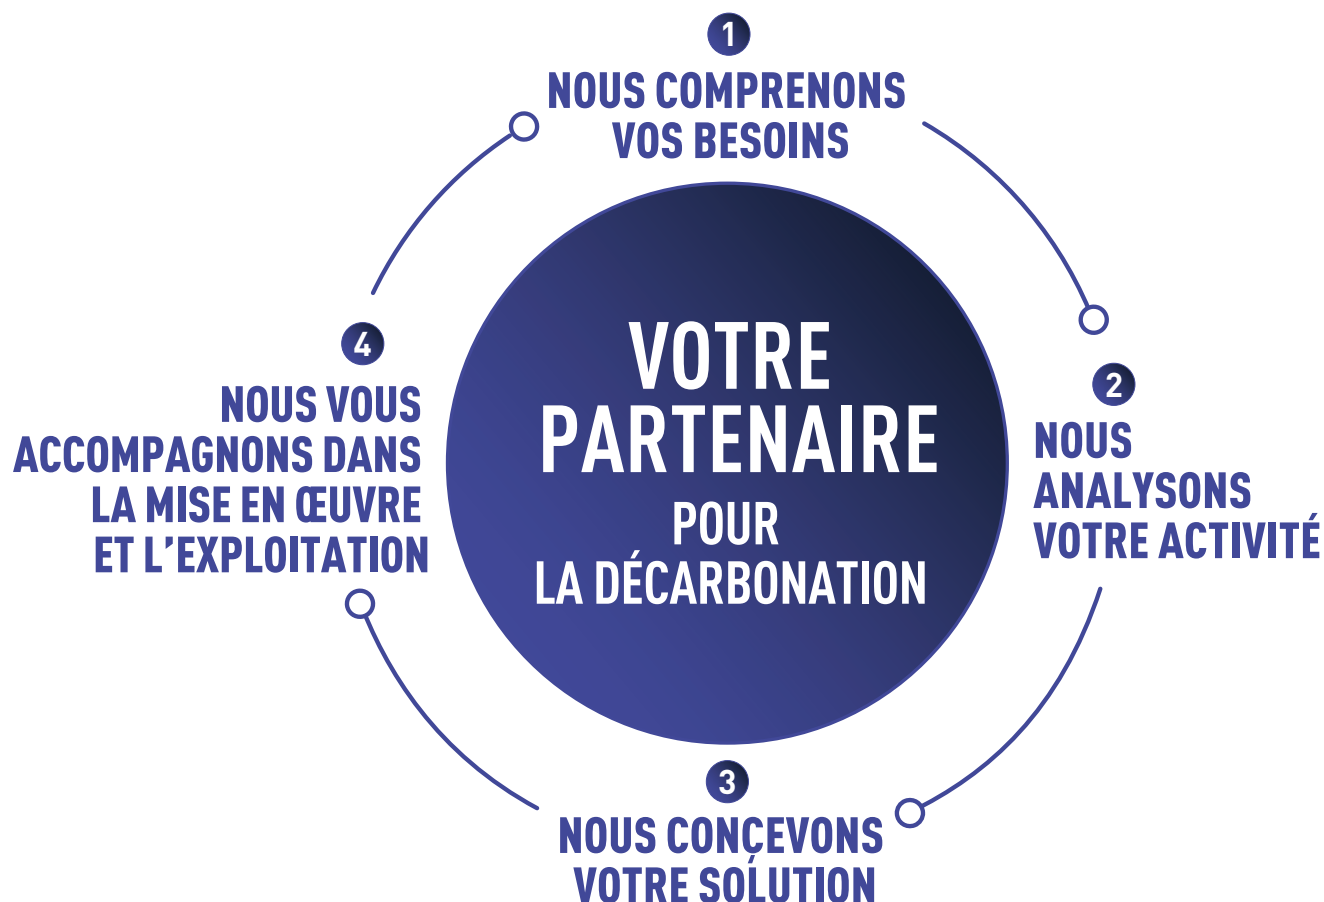 1
NOUS COMPRENONS
VOS BESOINS
2
NOUS
ANALYSONS
VOTRE ACTIVITÉ
3
NOUS CONÇEVONS
VOTRE SOLUTION
4
NOUS VOUS
ACCOMPAGNONS DANS
LA MISE EN ŒUVRE
ET L'EXPLOITATION
VOTRE
PARTENAIRE
POUR
LA DÉCARBONATION